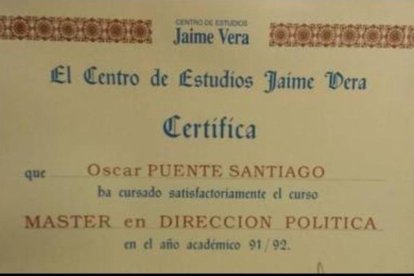 CENTRO DE ESTUDIOS
Jaime Vera
El Centro de Estudios Jaime Vera
Certifica
que Oscar PUENTE SANTIAGO
ha cursado satisfactoriamente el curso
MASTER en DIRECCION POLITICA
en el año académico 91/92.